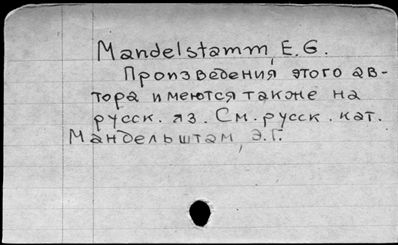 Mandelstamm, E.G.
Произведения этого ав-
тора имеются также на
русск. яз. См. русск. кат.
Мандельштам, Э.Г.